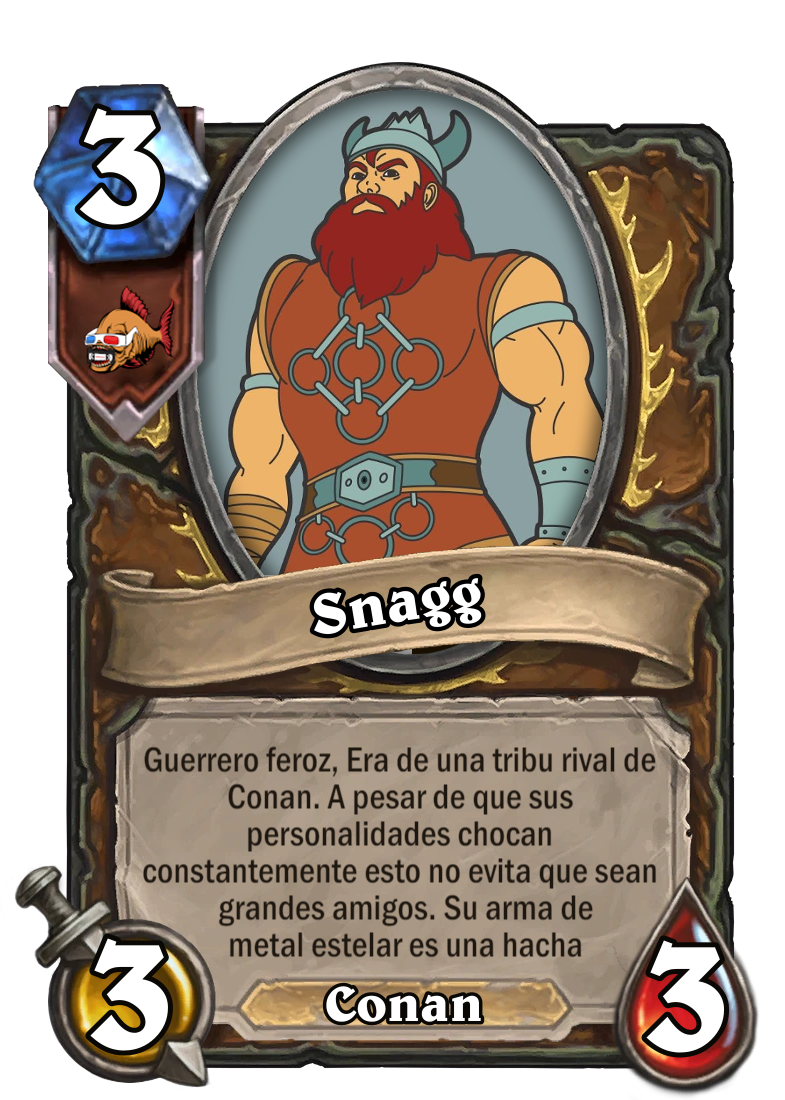 3
Snagg
Guerrero feroz, Era de una tribu rival de
Conan. A pesar de que sus
personalidades chocan
constantemente esto no evita que sean
grandes amigos. Su arma de
metal estelar es una hacha
3
Conan
3